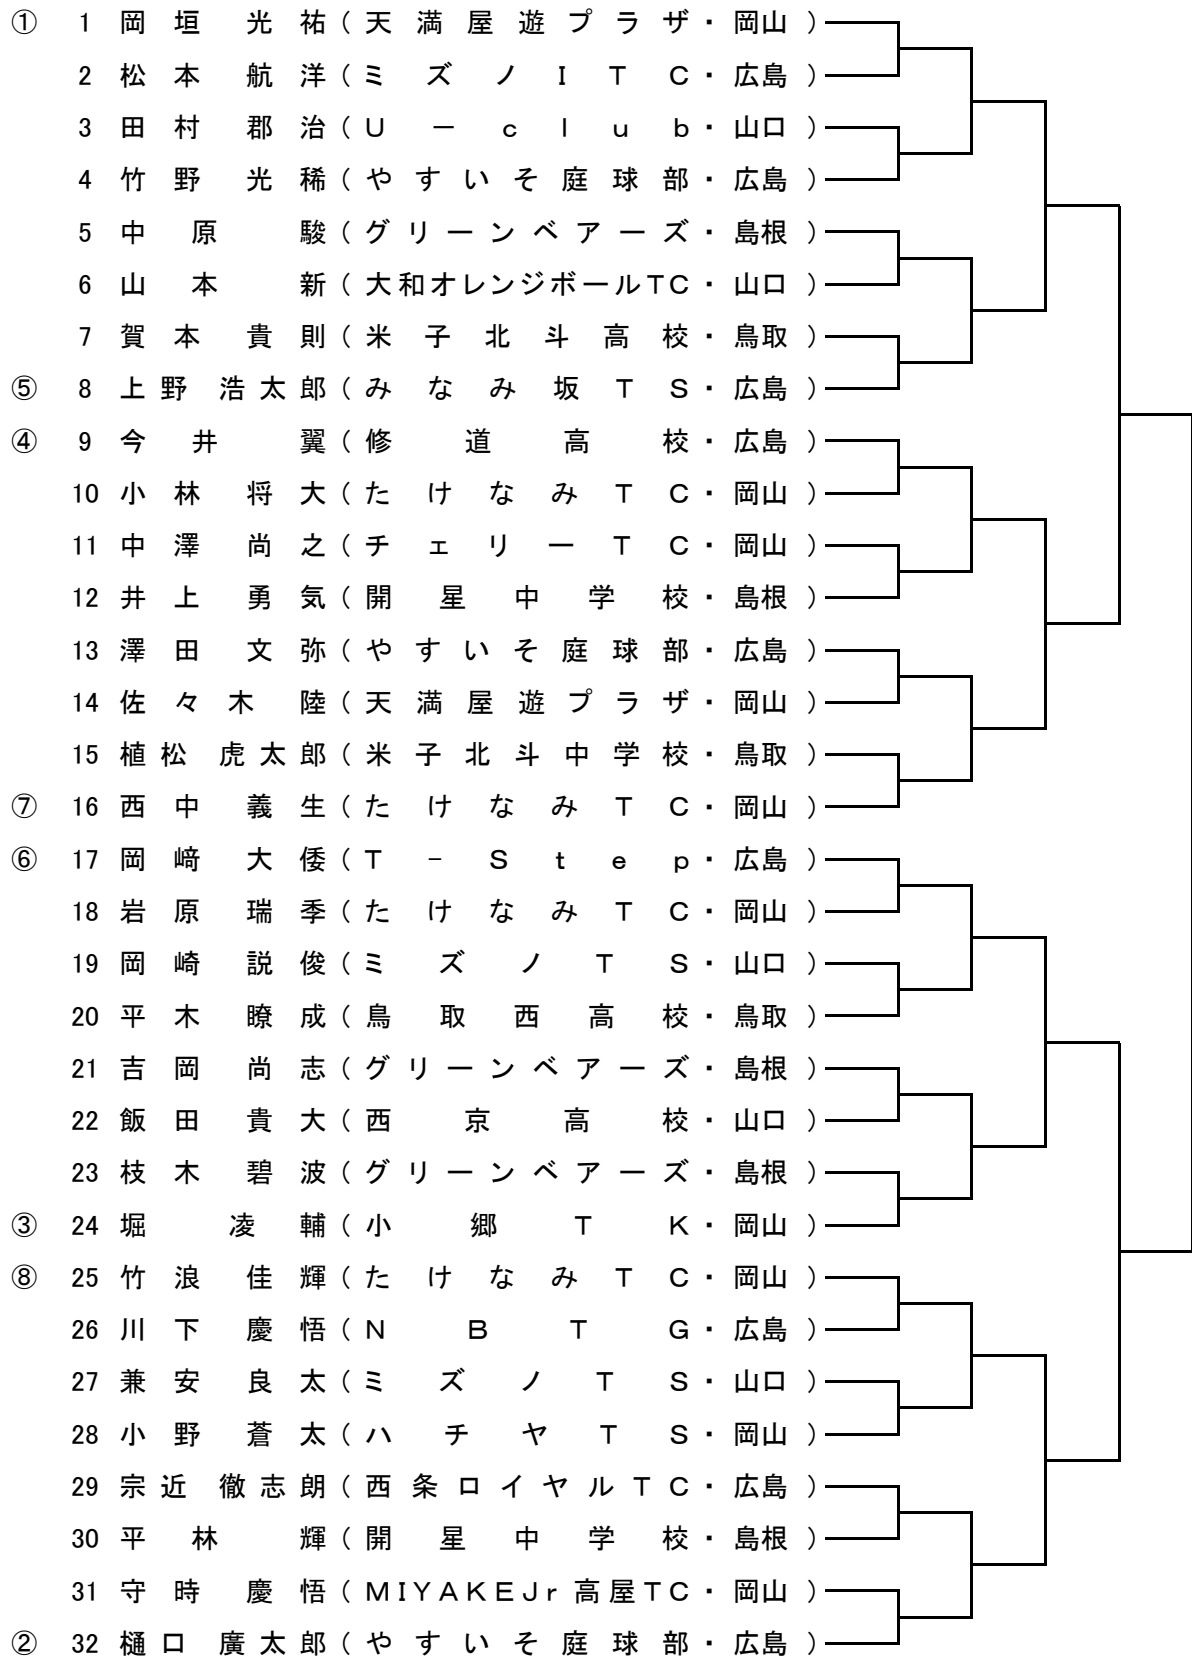 ① 1 岡垣 光祐(天満屋遊プラザ・岡山)
2 松本 航洋(ミズノITC・広島)
3 田村 郡治(U-club・山口)
4 竹野 光稀(やすいそ庭球部・広島)
5 中原 駿(グリーンベアーズ・島根)
6 山本 新(大和オレンジボールTC・山口)
7 賀本 貴則(米子北斗高校・鳥取)
⑤ 8 上野 浩太郎(みなみ坂TS・広島)
④ 9 今井 翼(修道高校・広島)
10 小林 将大(たけなみTC・岡山)
11 中澤 尚之(チェリーTC・岡山)
12 井上 勇気(開星中学校・島根)
13 澤田 文弥(やすいそ庭球部・広島)
14 佐々木 陸(天満屋遊プラザ・岡山)
15 植松 虎太郎(米子北斗中学校・鳥取)
⑦ 16 西中 義生(たけなみTC・岡山)
⑥ 17 岡﨑 大倭(T-Step・広島)
18 岩原 瑞季(たけなみTC・岡山)
19 岡崎 説俊(ミズノTS・山口)
20 平木 瞭成(鳥取西高校・鳥取)
21 吉岡 尚志(グリーンベアーズ・島根)
22 飯田 貴大(西京高校・山口)
23 枝木 碧波(グリーンベアーズ・島根)
③ 24 堀 凌輔(小郷TK・岡山)
⑧ 25 竹浪 佳輝(たけなみTC・岡山)
26 川下 慶悟(NBTG・広島)
27 兼安 良太(ミズノTS・山口)
28 小野 蒼太(ハチヤTS・岡山)
29 宗近 徹志朗(西条ロイヤルTC・広島)
30 平林 輝(開星中学校・島根)
31 守時 慶悟(MIYAKEJr高屋TC・岡山)
② 32 樋口 廣太郎(やすいそ庭球部・広島)